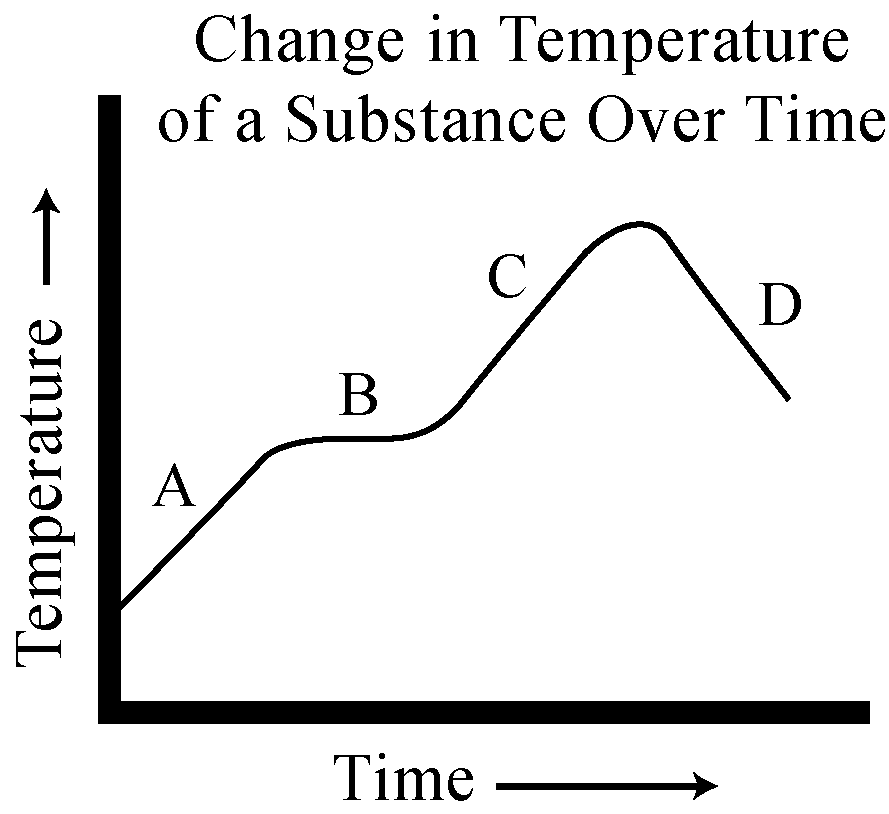 Change in Temperature
of a Substance Over Time
Temperature
A
B
C
D
Time